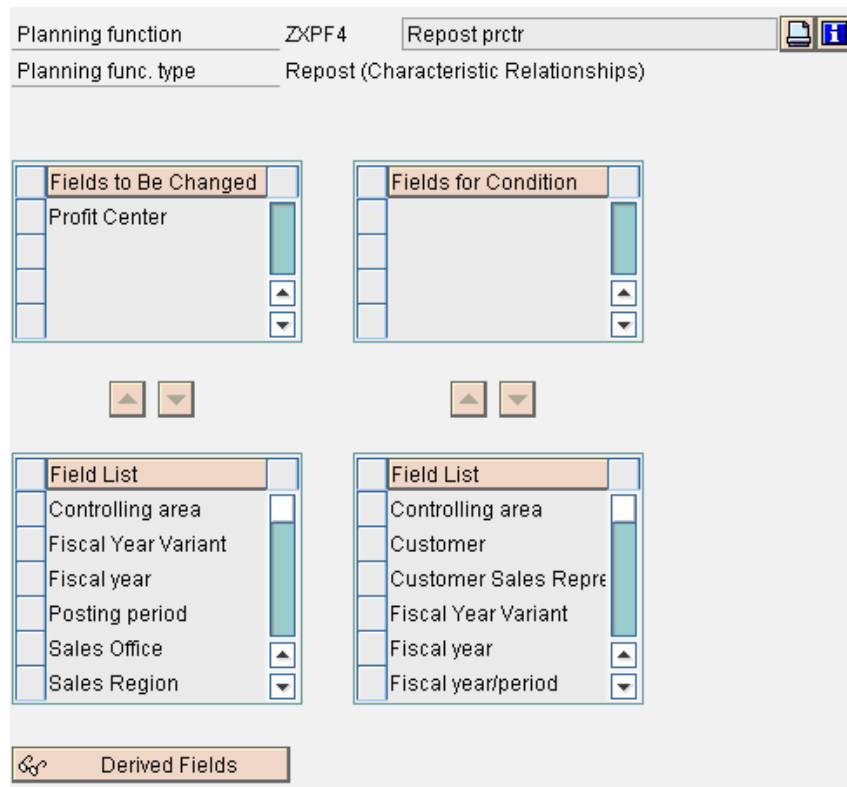 Planning function ZXPF4 Repost prctr
Planning func. type Repost (Characteristic Relationships)
Fields to Be Changed Fields for Condition
Profit Center
Field List Field List
Controlling area Controlling area
Fiscal Year Variant Customer
Fiscal year Customer Sales Repre
Posting period Fiscal Year Variant
Sales Office Fiscal year
Sales Region Fiscal year/period
Derived Fields